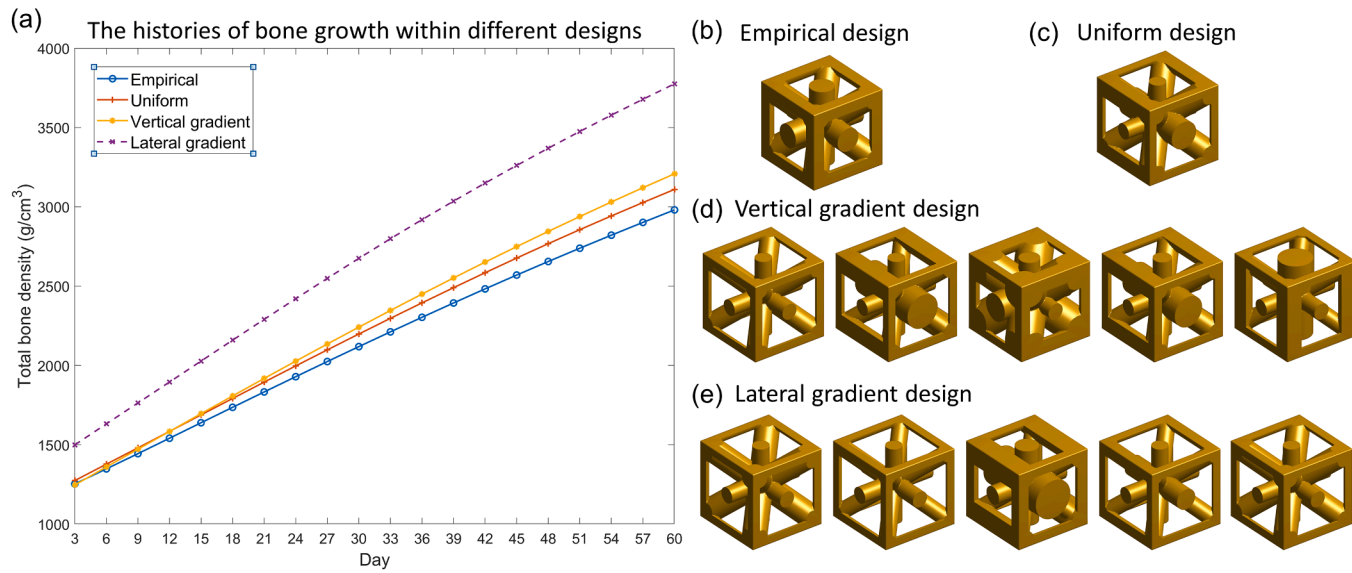 (a)
The histories of bone growth within different designs
4000
3500
3000
2500
2000
1500
1000
Total bone density (g/cm³)
Empirical
Uniform
Vertical gradient
Lateral gradient
3 6 9 12 15 18 21 24 27 30 33 36 39 42 45 48 51 54 57 60
Day
(b) Empirical design
(c) Uniform design
(d) Vertical gradient design
(e) Lateral gradient design